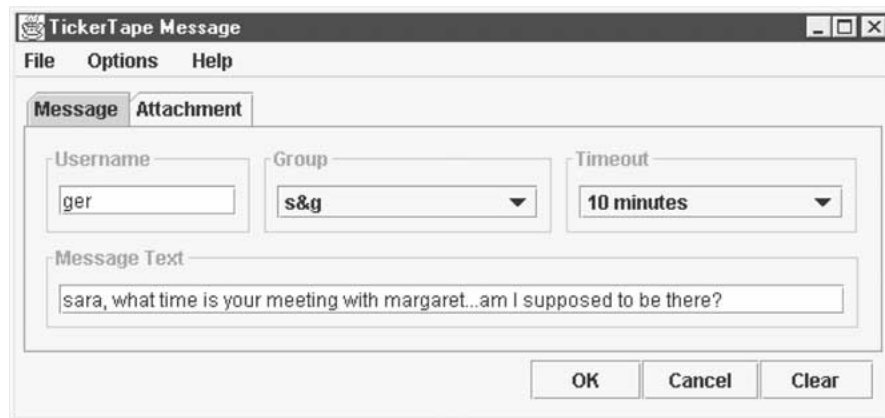 TickerTape Message
File Options Help
Message Attachment
Username Group Timeout
ger s&g 10 minutes
Message Text
sara, what time is your meeting with margaret...am I supposed to be there?
OK Cancel Clear